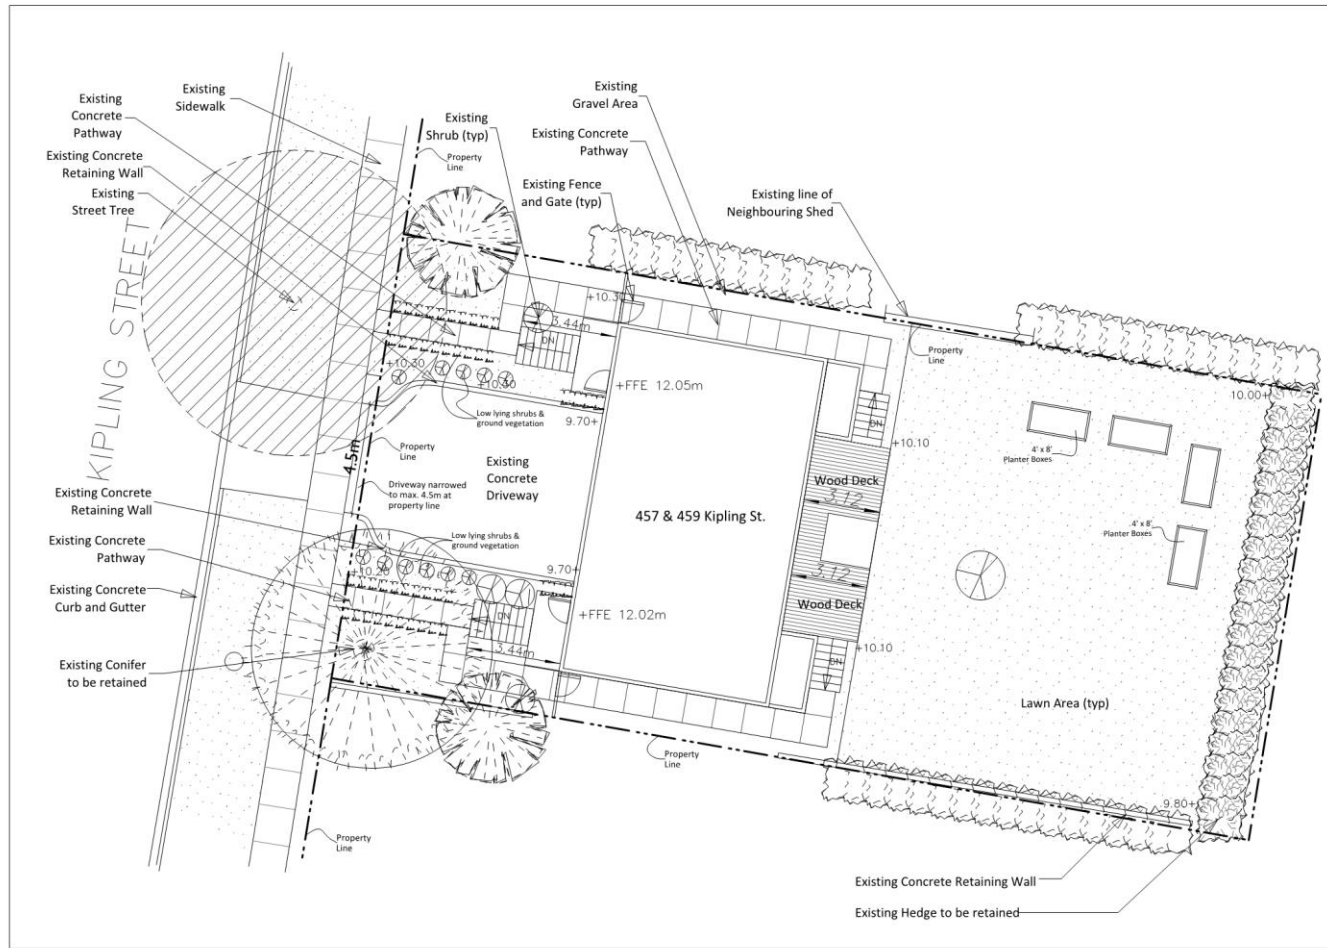 Existing
Sidewalk
Existing
Concrete
Pathway
Existing Concrete
Retaining Wall
Existing
Street Tree
KIPLING STREET
Existing
Shrub (typ)
Property
Line
Existing
Gravel Area
Existing Concrete
Pathway
Existing Fence
and Gate (typ)
Existing line of
Neighbouring Shed
+10.30
3.44m
DN
+10.30
+10.30
+FFE 12.05m
9.70+
Low lying shrubs &
ground vegetation
Property
Line
4.5m
Existing
Concrete
Driveway
Driveway narrowed
to max. 4.5m at
property line
Property
Line
DN
+10.10
10.00+
4' x 8'
Planter Boxes
4' x 8'
Planter Boxes
Wood Deck
3.12
457 & 459 Kipling St.
3.12
Wood Deck
Existing Concrete
Retaining Wall
Existing Concrete
Pathway
Existing Concrete
Curb and Gutter
Existing Conifer
to be retained
Low lying shrubs &
ground vegetation
+10.20
9.70+
+FFE 12.02m
DN
3.44m
DN
+10.10
Lawn Area (typ)
Property
Line
9.80+
Property
Line
Existing Concrete Retaining Wall
Existing Hedge to be retained